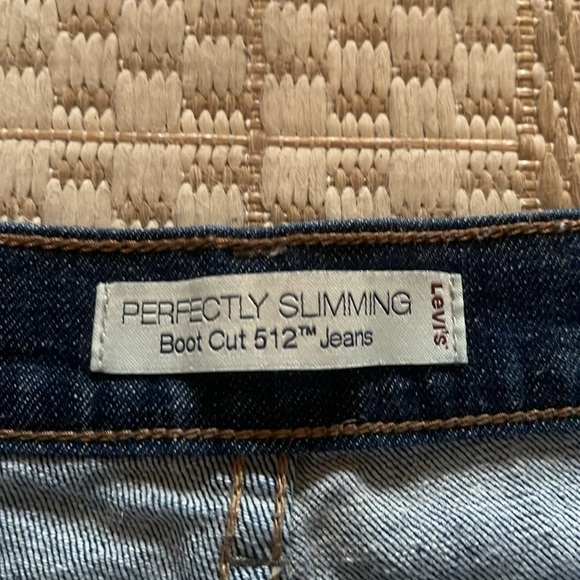 PERFECTLY SLIMMING
Boot Cut 512™ Jeans
Levi's